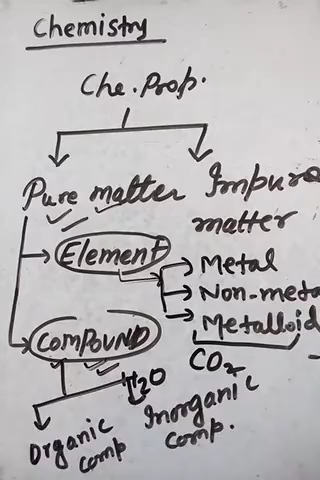 Chemistry
Che. Prop.
Pure matter Impure
matter
Element
Metal
Non-meta
Metalloid
COMPOUND
CO2
H2O
Organic
Comp
Inorganic
Comp.